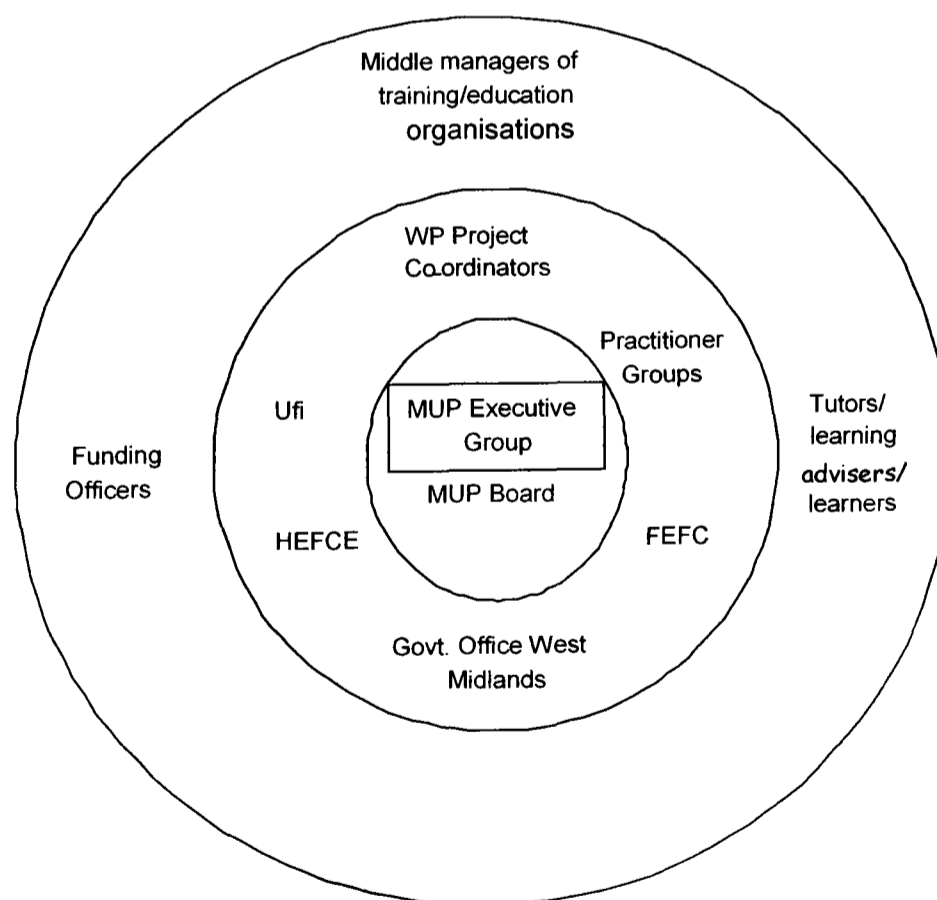 Middle managers of
training/education
organisations
WP Project
Co-ordinators
Practitioner
Groups
Ufi
MUP Executive
Group
MUP Board
Tutors/
learning
advisers/
learners
Funding
Officers
HEFCE
FEFC
Govt. Office West
Midlands